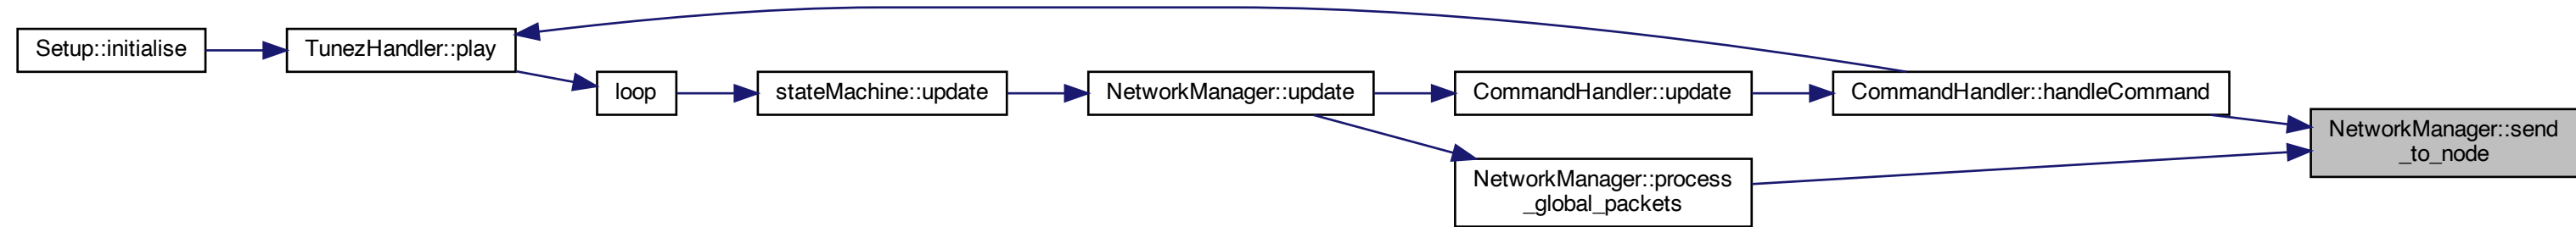 Setup::initialise
TunezHandler::play
loop
stateMachine::update
NetworkManager::update
CommandHandler::update
NetworkManager::process
_global_packets
CommandHandler::handleCommand
NetworkManager::send
_to_node